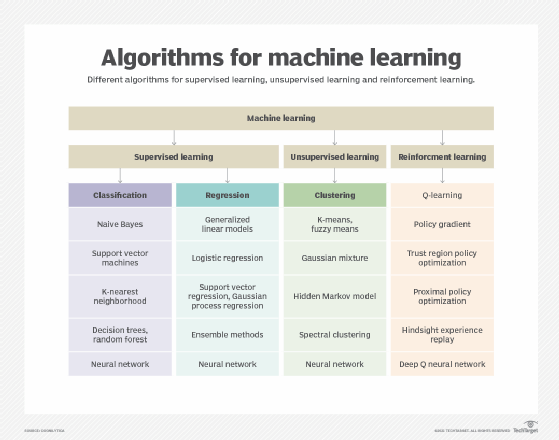 Algorithms for machine learning
Different algorithms for supervised learning, unsupervised learning and reinforcement learning.
Machine learning
Supervised learning
Unsupervised learning
Reinforcment learning
Classification
Regression
Clustering
Q-learning
Naive Bayes
Generalized
linear models
K-means,
fuzzy means
Policy gradient
Support vector
machines
Logistic regression
Gaussian mixture
Trust region policy
optimization
K-nearest
neighborhood
Support vector
regression, Gaussian
process regression
Hidden Markov model
Proximal policy
optimization
Decision trees,
random forest
Ensemble methods
Spectral clustering
Hindsight experience
replay
Neural network
Neural network
Neural network
Deep Q neural network
TechTarget